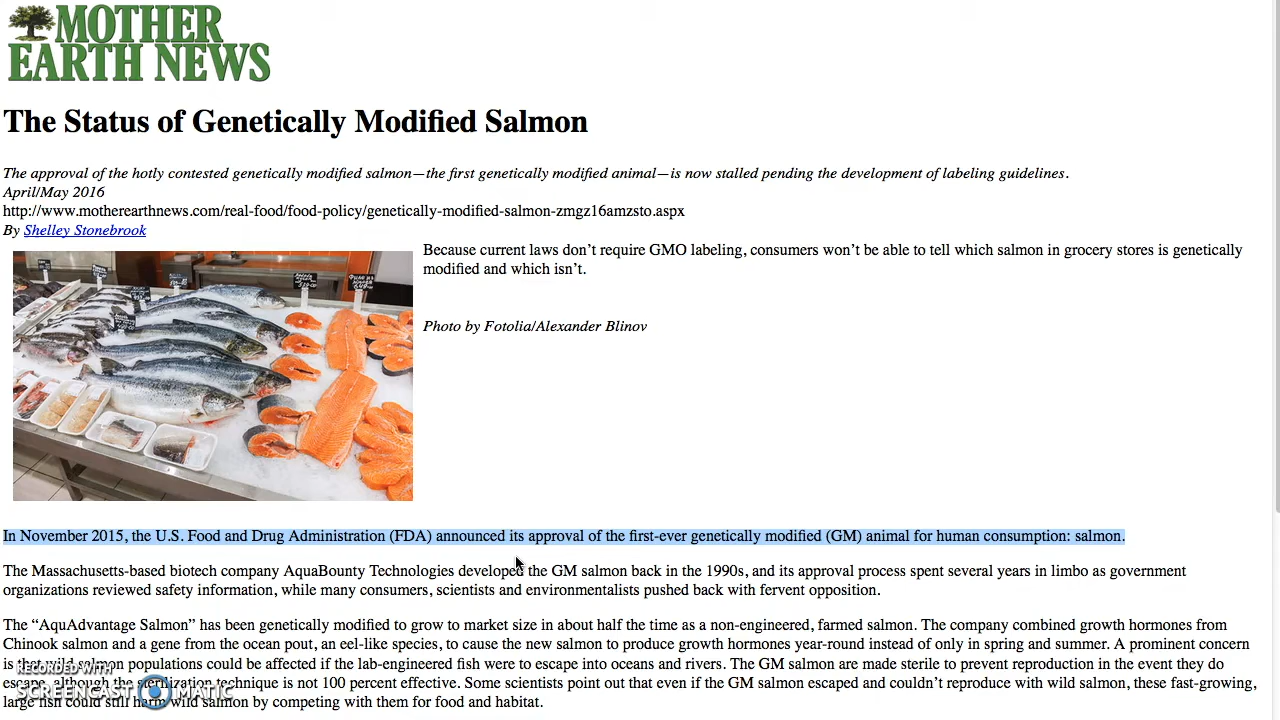 MOTHER
EARTH NEWS
The Status of Genetically Modified Salmon
The approval of the hotly contested genetically modified salmon—the first genetically modified animal—is now stalled pending the development of labeling guidelines.
April/May 2016
http://www.motherearthnews.com/real-food/food-policy/genetically-modified-salmon-zmgz16amzsto.aspx
By Shelley Stonebrook
Because current laws don’t require GMO labeling, consumers won’t be able to tell which salmon in grocery stores is genetically
modified and which isn’t.
Photo by Fotolia/Alexander Blinov
In November 2015, the U.S. Food and Drug Administration (FDA) announced its approval of the first-ever genetically modified (GM) animal for human consumption: salmon.
The Massachusetts-based biotech company AquaBounty Technologies developed the GM salmon back in the 1990s, and its approval process spent several years in limbo as government
organizations reviewed safety information, while many consumers, scientists and environmentalists pushed back with fervent opposition.
The “AquAdvantage Salmon” has been genetically modified to grow to market size in about half the time as a non-engineered, farmed salmon. The company combined growth hormones from
Chinook salmon and a gene from the ocean pout, an eel-like species, to cause the new salmon to produce growth hormones year-round instead of only in spring and summer. A prominent concern
is that wild salmon populations could be affected if the lab-engineered fish were to escape into oceans and rivers. The GM salmon are made sterile to prevent reproduction in the event they do
escape, although the sterilization technique is not 100 percent effective. Some scientists point out that even if the GM salmon escaped and couldn’t reproduce with wild salmon, these fast-growing,
large fish could still harm wild salmon by competing with them for food and habitat.
RECORDED WITH
SCREENCAST MATIC